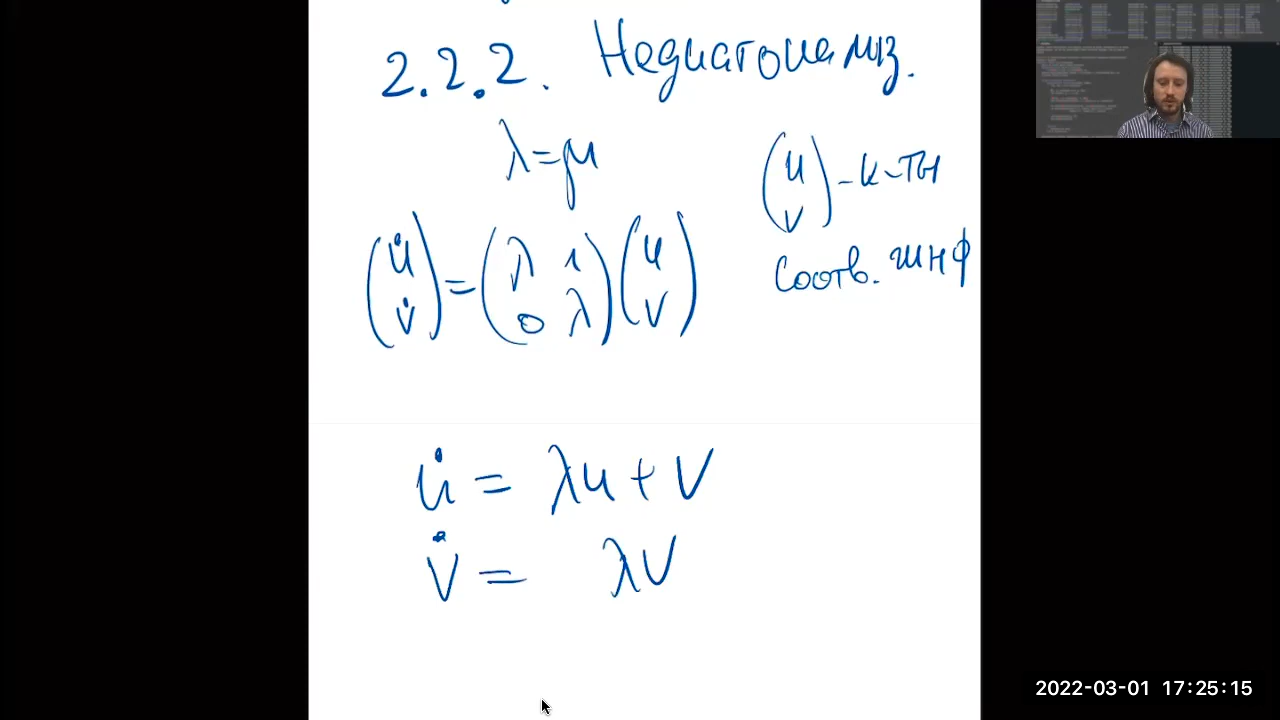 2.2.2. Недиагонализ.
λ=μ
(u̇ v̇) = (λ 1 0 λ) (u v)
(u v) - к-ты
соотв. жнф
u̇ = λu + v
v̇ = λv
2022-03-01 17:25:15